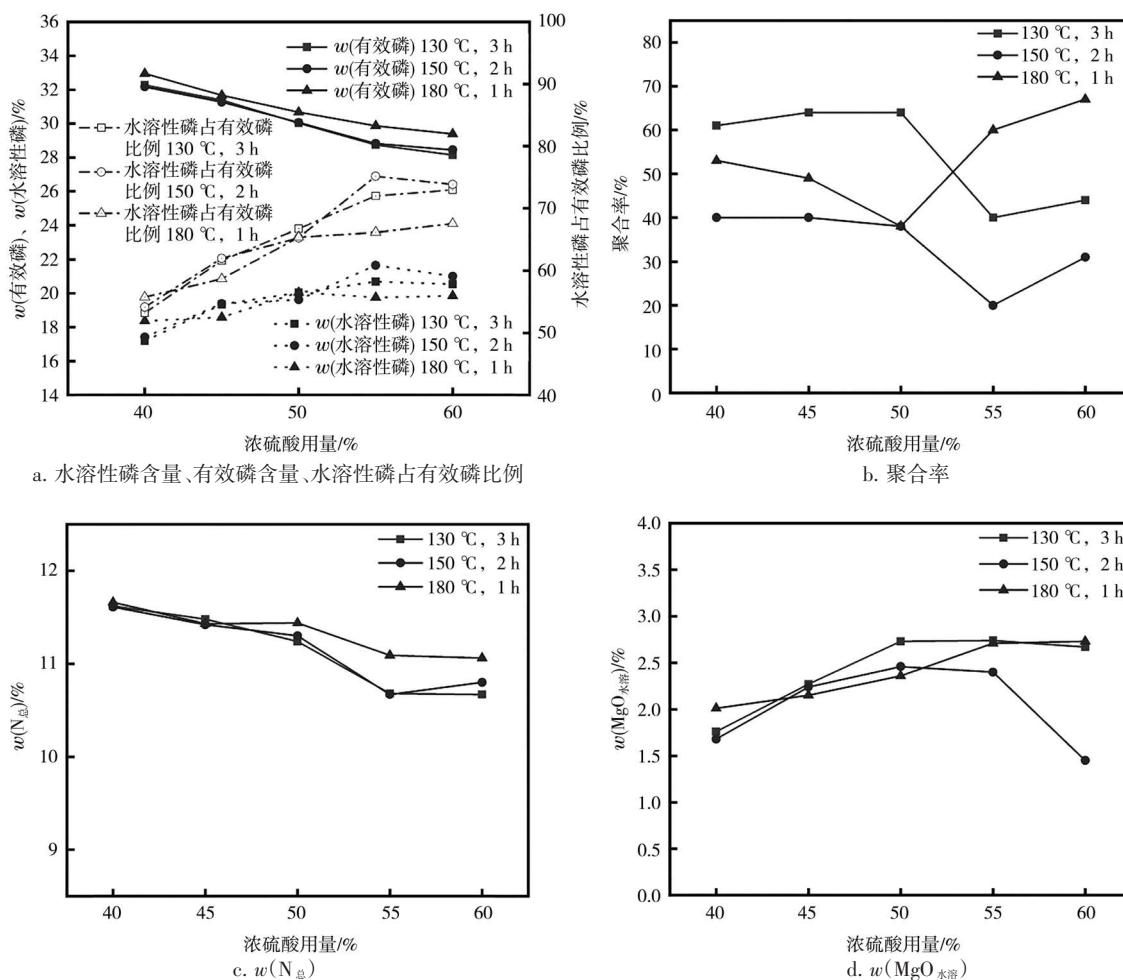 36
34
32
30
28
26
24
22
20
18
16
14
w(有效磷)、w(水溶性磷)/%
100
90
80
70
60
50
40
水溶性磷占有效磷比例/%
w(有效磷) 130 ℃, 3 h
w(有效磷) 150 ℃, 2 h
w(有效磷) 180 ℃, 1 h
水溶性磷占有效磷
比例 130 ℃, 3 h
水溶性磷占有效磷
比例 150 ℃, 2 h
水溶性磷占有效磷
比例 180 ℃, 1 h
w(水溶性磷) 130 ℃, 3 h
w(水溶性磷) 150 ℃, 2 h
w(水溶性磷) 180 ℃, 1 h
40 50 60
浓硫酸用量/%
a. 水溶性磷含量、有效磷含量、水溶性磷占有效磷比例
80
70
60
50
40
30
20
10
0
聚合率/%
130 ℃, 3 h
150 ℃, 2 h
180 ℃, 1 h
40 45 50 55 60
浓硫酸用量/%
b. 聚合率
12
11
10
9
w(N总)/%
130 ℃, 3 h
150 ℃, 2 h
180 ℃, 1 h
40 45 50 55 60
浓硫酸用量/%
c. w(N总)
4.0
3.5
3.0
2.5
2.0
1.5
1.0
0.5
0.0
w(MgO水溶)/%
130 ℃, 3 h
150 ℃, 2 h
180 ℃, 1 h
40 45 50 55 60
浓硫酸用量/%
d. w(MgO水溶)